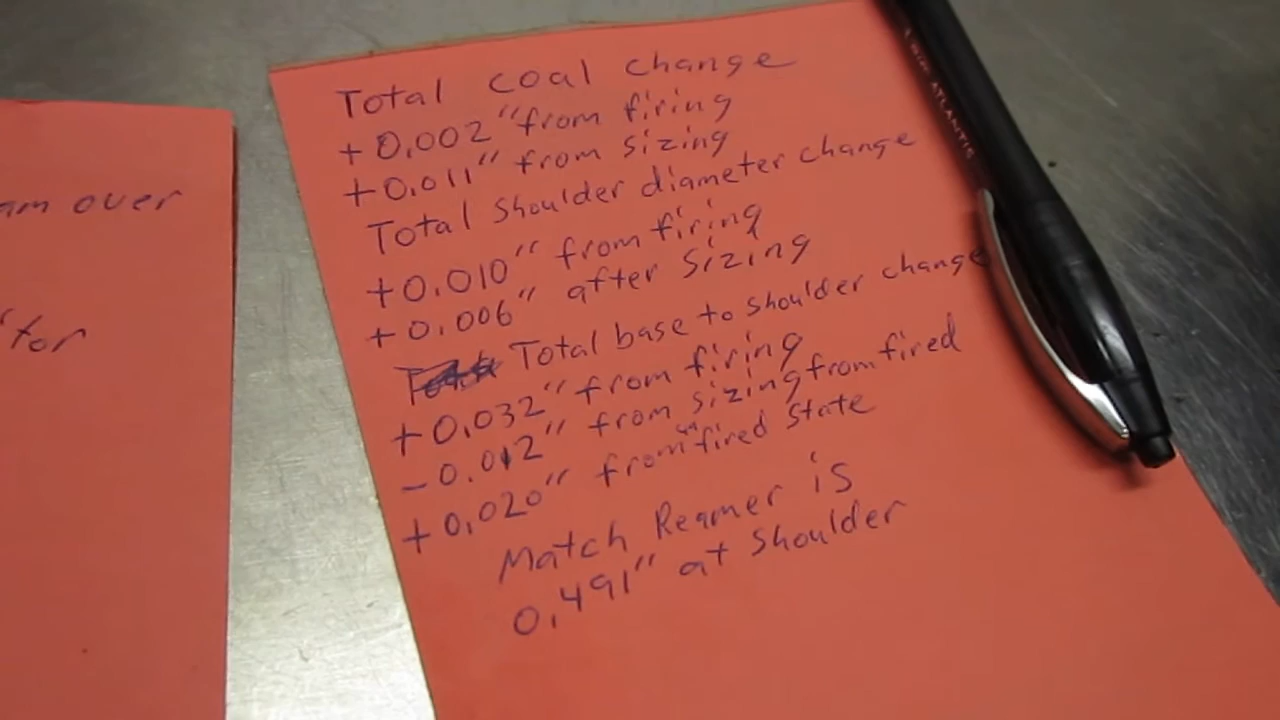 am over
for
Total coal change
+0.002" from firing
+0.011" from sizing
Total shoulder diameter change
+0.010" from firing
+0.006" after sizing
Total base to shoulder change
+0.032" from firing
-0.012" from sizing from fired
+0.020" from "fired state
Match Reamer is
0.491" at shoulder
ATLANTIS